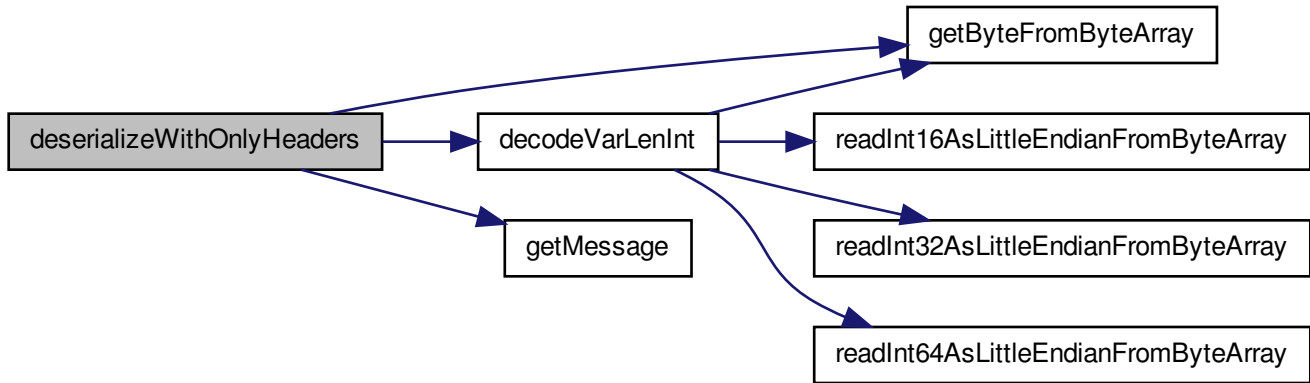 getByteFromByteArray
deserializeWithOnlyHeaders
decodeVarLenInt
readInt16AsLittleEndianFromByteArray
readInt32AsLittleEndianFromByteArray
getMessage
readInt64AsLittleEndianFromByteArray